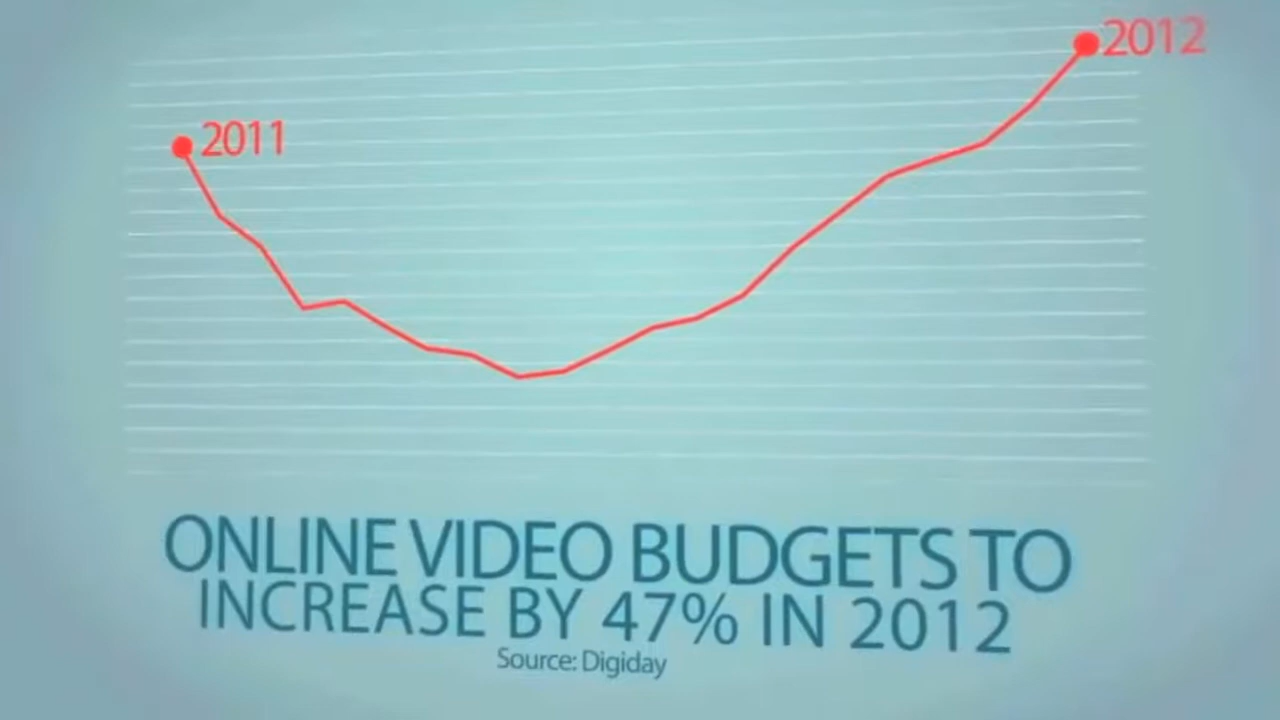 2012
2011
ONLINE VIDEO BUDGETS TO
INCREASE BY 47% IN 2012
Source: Digiday